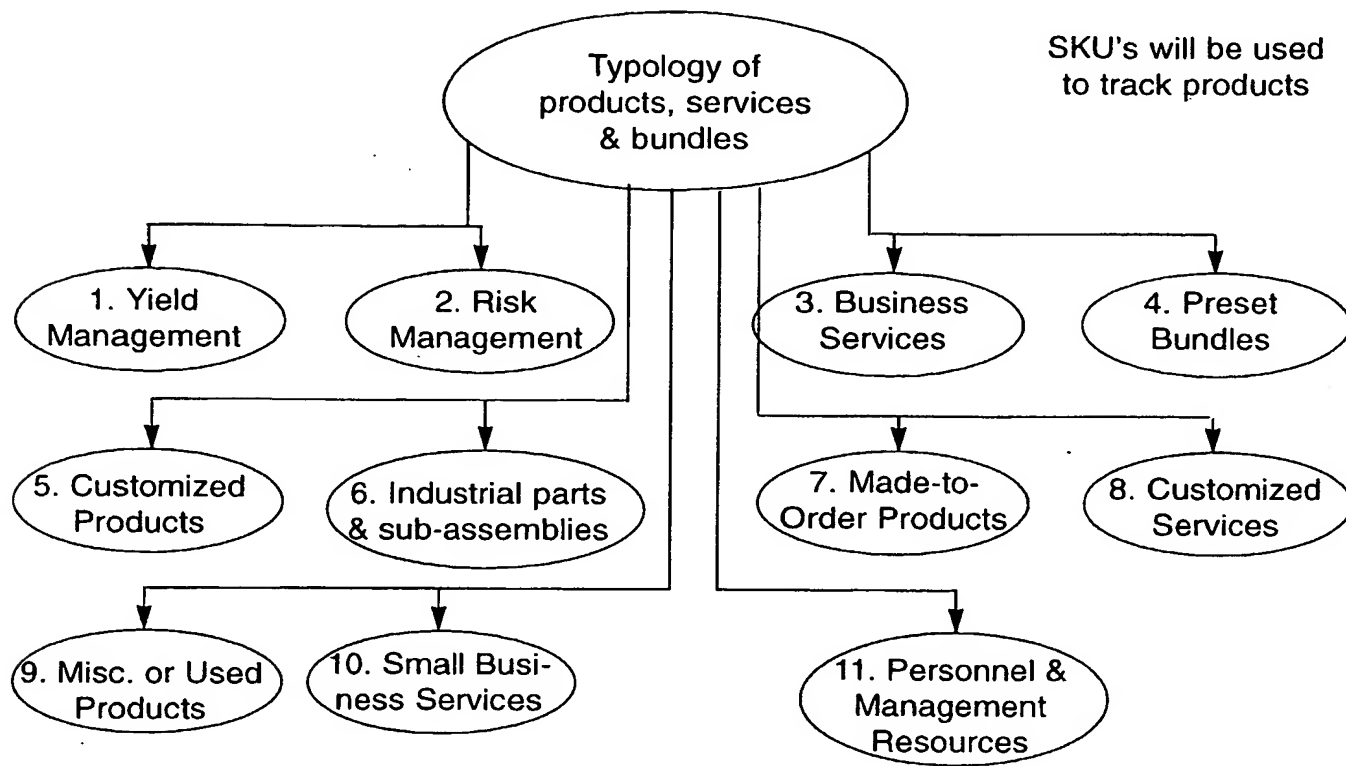 Typology of
products, services
& bundles
SKU's will be used
to track products
1. Yield
Management
2. Risk
Management
3. Business
Services
4. Preset
Bundles
5. Customized
Products
6. Industrial parts
& sub-assemblies
7. Made-to-
Order Products
8. Customized
Services
9. Misc. or Used
Products
10. Small Busi-
ness Services
11. Personnel &
Management
Resources